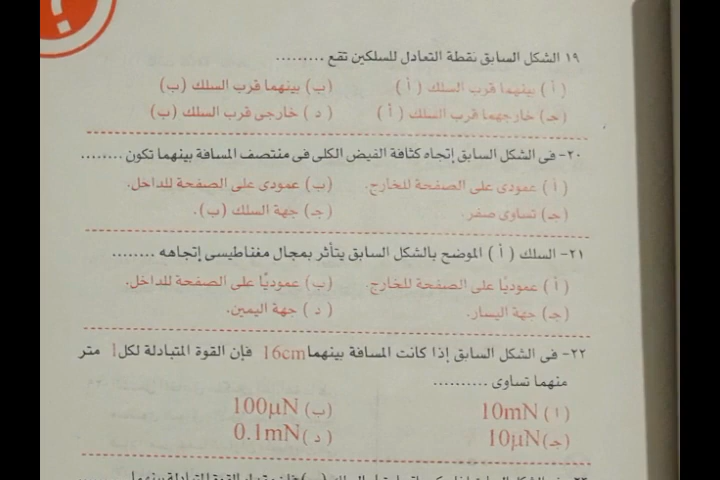 ؟
١٩ الشكل السابق نقطة التعادل للسلكين تقع .........
( أ ) بينهما قرب السلك ( أ ) (ب) بينهما قرب السلك (ب)
(حـ) خارجهما قرب السلك ( أ ) ( د ) خارجى قرب السلك (ب)
٢٠- فى الشكل السابق إتجاه كثافة الفيض الكلى فى منتصف المسافة بينهما تكون ........
( أ ) عمودى على الصفحة للخارج. (ب) عمودى على الصفحة للداخل.
(جـ) تساوى صفر. (جـ) جهة السلك (ب).
٢١- السلك ( أ ) الموضح بالشكل السابق يتأثر بمجال مغناطيسى إتجاهه ........
( أ ) عموديًا على الصفحة للخارج. (ب) عموديًا على الصفحة للداخل.
(جـ) جهة اليسار. ( د ) جهة اليمين.
٢٢- فى الشكل السابق إذا كانت المسافة بينهما 16cm فإن القوة المتبادلة لكل 1 متر
منهما تساوى ..........
( ا ) 10mN (ب) 100µN
(جـ) 10µN ( د ) 0.1mN